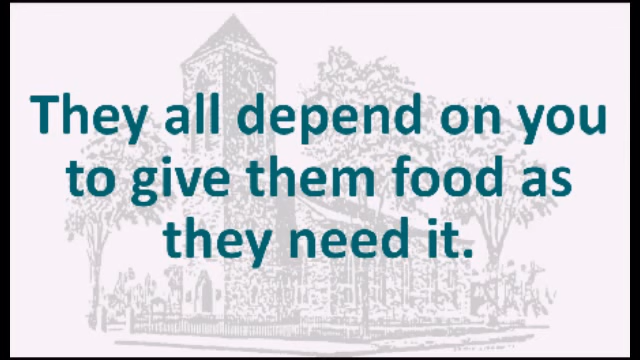 They all depend on you
to give them food as
they need it.